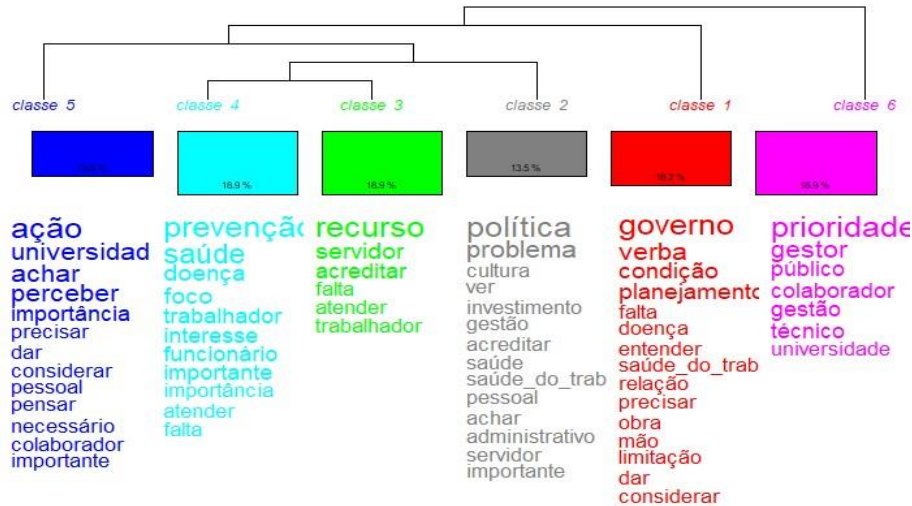 classe 5
classe 4
classe 3
classe 2
classe 1
classe 6
18.9 %
18.9 %
13.5 %
16.2 %
18.9 %
ação
universidad
achar
perceber
importância
precisar
dar
considerar
pessoal
pensar
necessário
colaborador
importante
prevenção
saúde
doença
foco
trabalhador
interesse
funcionário
importante
importância
atender
falta
recurso
servidor
acreditar
falta
atender
trabalhador
política
problema
cultura
ver
investimento
gestão
acreditar
saúde
saúde_do_trab
pessoal
achar
administrativo
servidor
importante
governo
verba
condição
planejamento
falta
doença
entender
saúde_do_trab
relação
precisar
obra
mão
limitação
dar
considerar
prioridade
gestor
público
colaborador
gestão
técnico
universidade